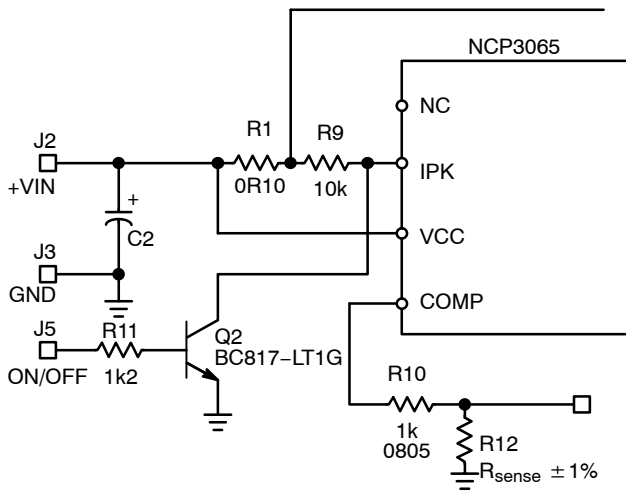 NCP3065
NC
R1
R9
J2
IPK
0R10
10k
+VIN
+
C2
VCC
J3
GND
COMP
J5
R11
Q2
BC817-LT1G
ON/OFF
1k2
R10
1k
0805
R12
Rsense ±1%